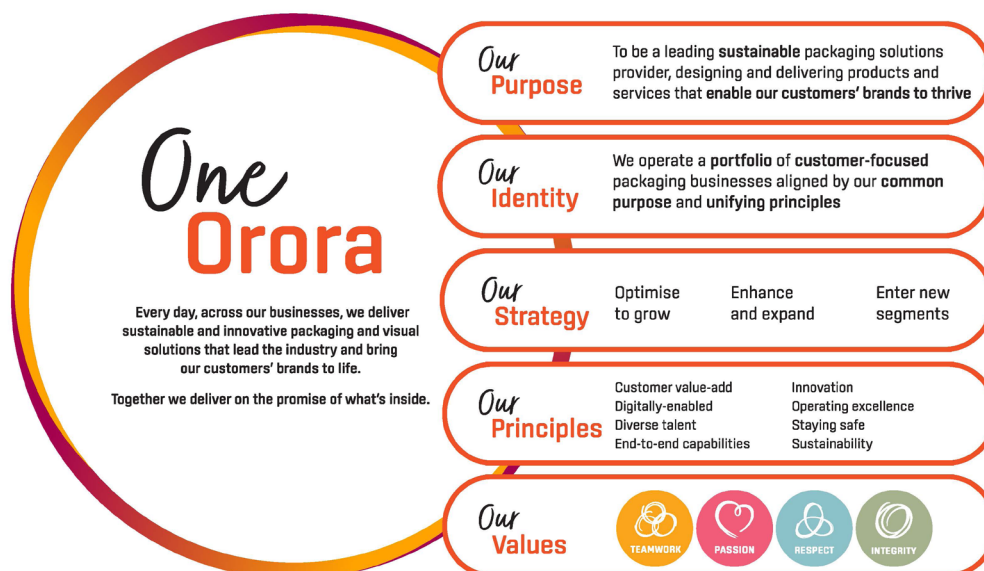 One
Orora
Every day, across our businesses, we deliver
sustainable and innovative packaging and visual
solutions that lead the industry and bring
our customers' brands to life.
Together we deliver on the promise of what's inside.
Our
Purpose
To be a leading sustainable packaging solutions
provider, designing and delivering products and
services that enable our customers' brands to thrive
Our
Identity
We operate a portfolio of customer-focused
packaging businesses aligned by our common
purpose and unifying principles
Our
Strategy
Optimise
to grow
Enhance
and expand
Enter new
segments
Our
Principles
Customer value-add
Digitally-enabled
Diverse talent
End-to-end capabilities
Innovation
Operating excellence
Staying safe
Sustainability
Our
Values
TEAMWORK
PASSION
RESPECT
INTEGRITY